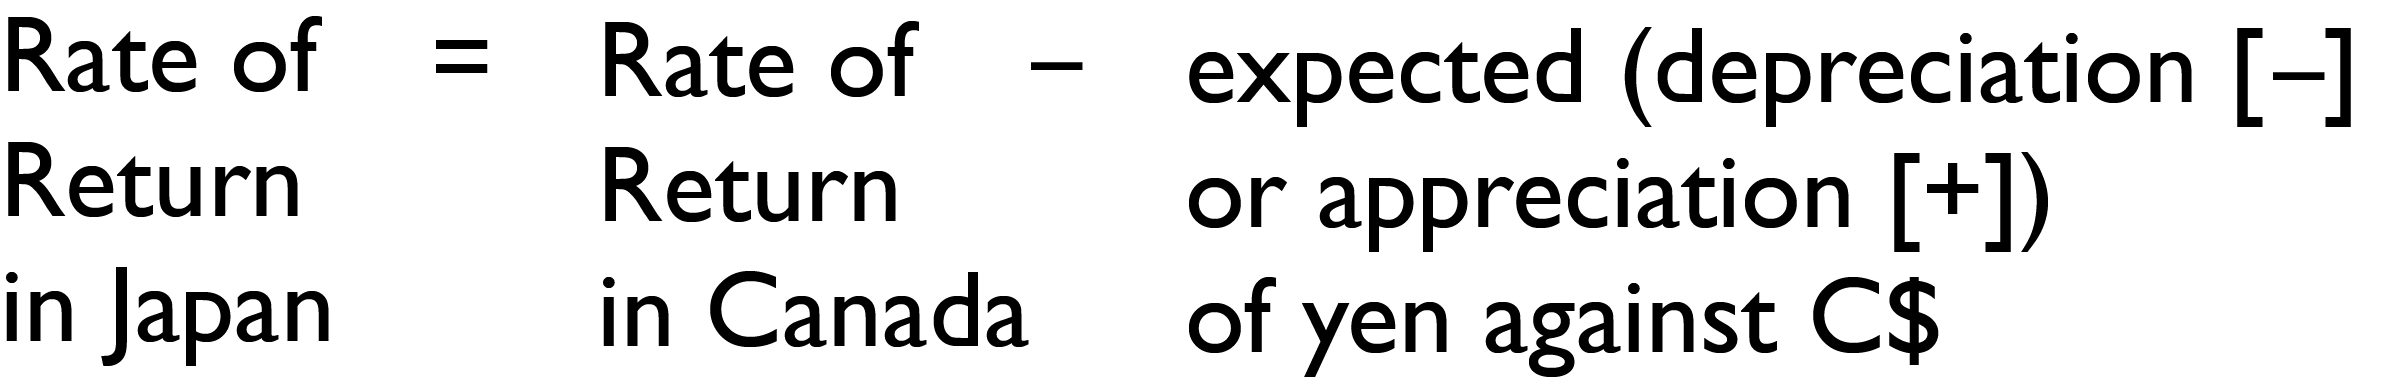 Rate of = Rate of – expected (depreciation [–]
Return Return or appreciation [+])
in Japan in Canada of yen against C$